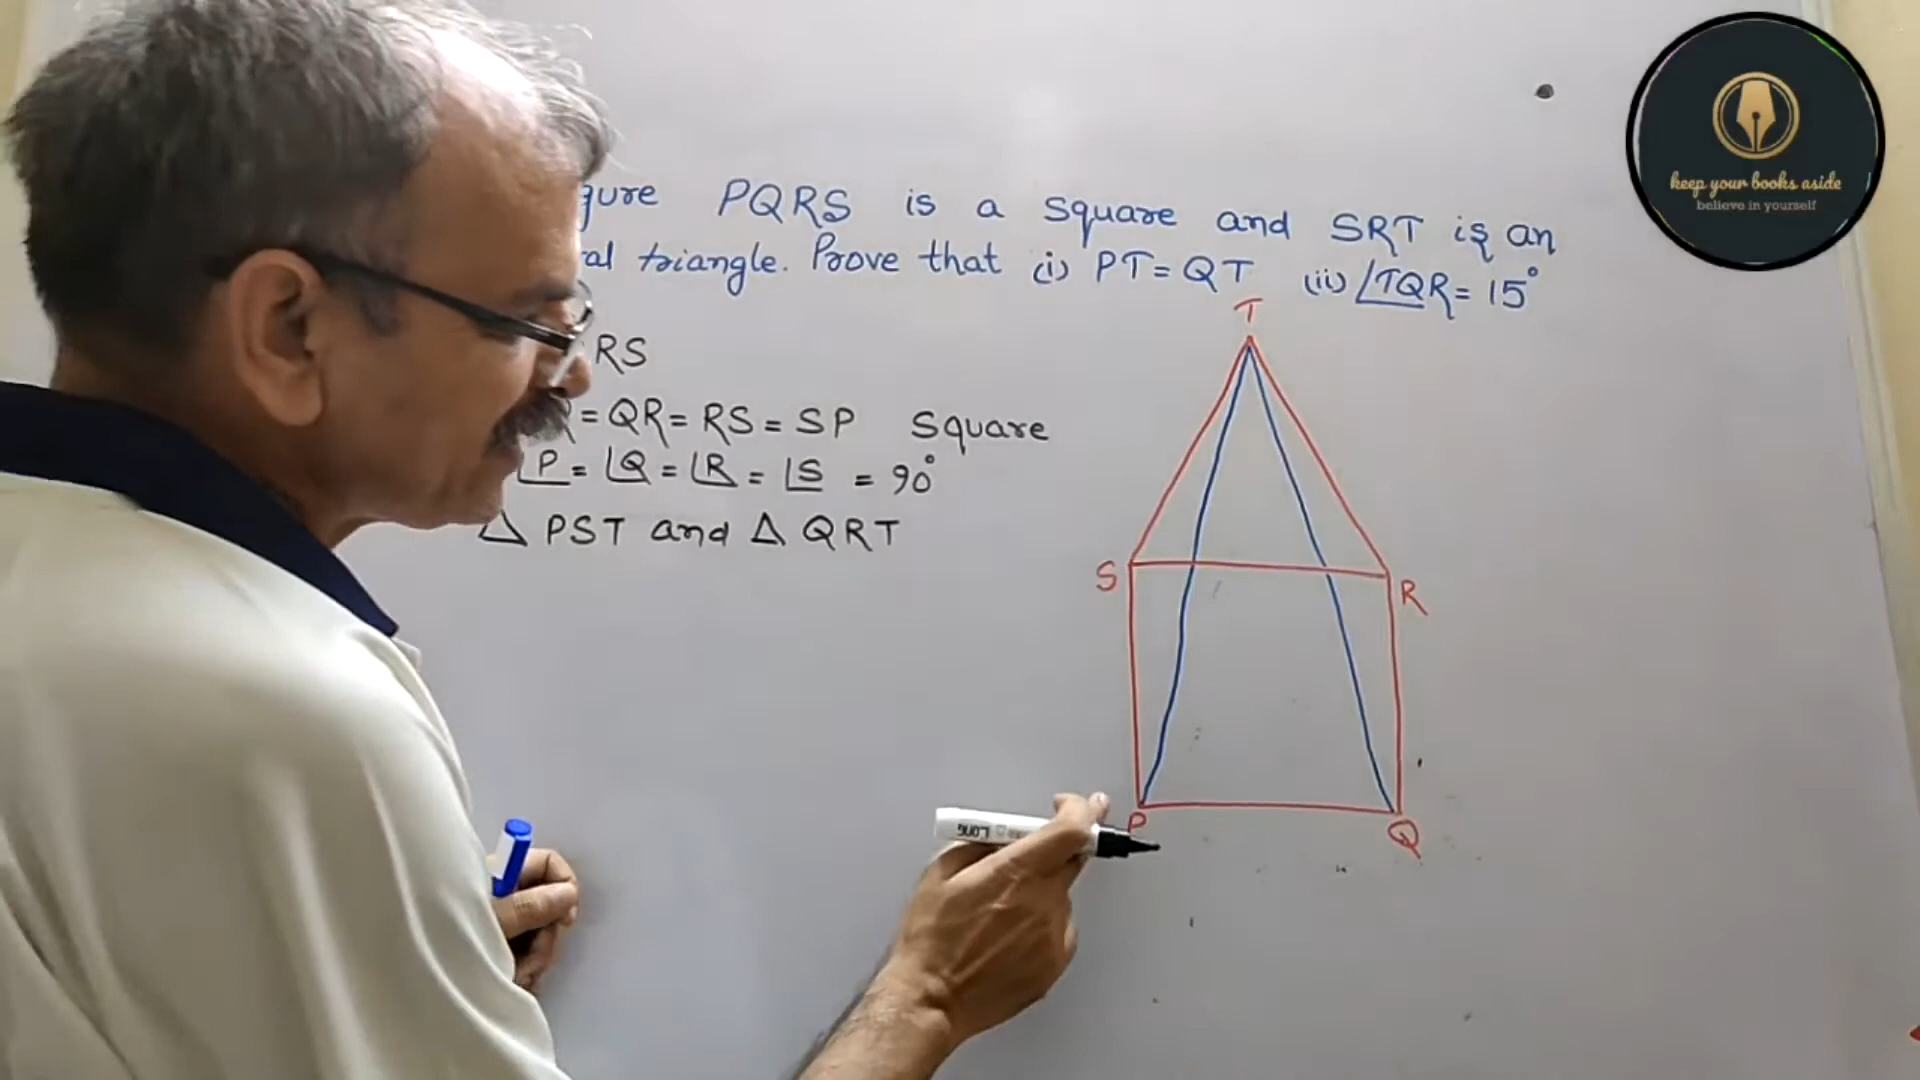 gure PQRS is a square and SRT is an
al triangle. Prove that (i) PT = QT (ii) ∠TQR = 15°
RS
= QR = RS = SP Square
∠P = ∠Q = ∠R = ∠S = 90°
△ PST and △ QRT
T
S
R
P
Q
LONG
keep your books aside
believe in yourself